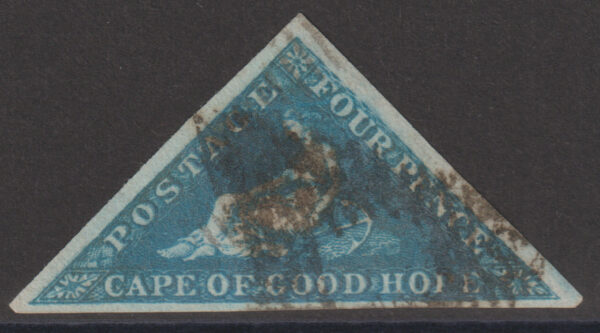 POSTAGE
FOUR PENCE
CAPE OF GOOD HOPE